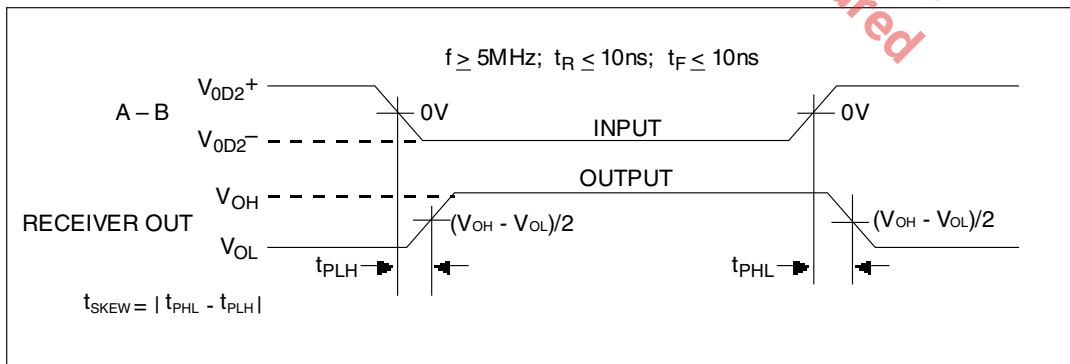 f ≥ 5MHz; tR ≤ 10ns; tF ≤ 10ns
A – B
V0D2+
0V
0V
V0D2–
INPUT
VOH
OUTPUT
RECEIVER OUT
(VOH - VOL)/2
(VOH - VOL)/2
VOL
tPLH
tPHL
tSKEW = | tPHL - tPLH|